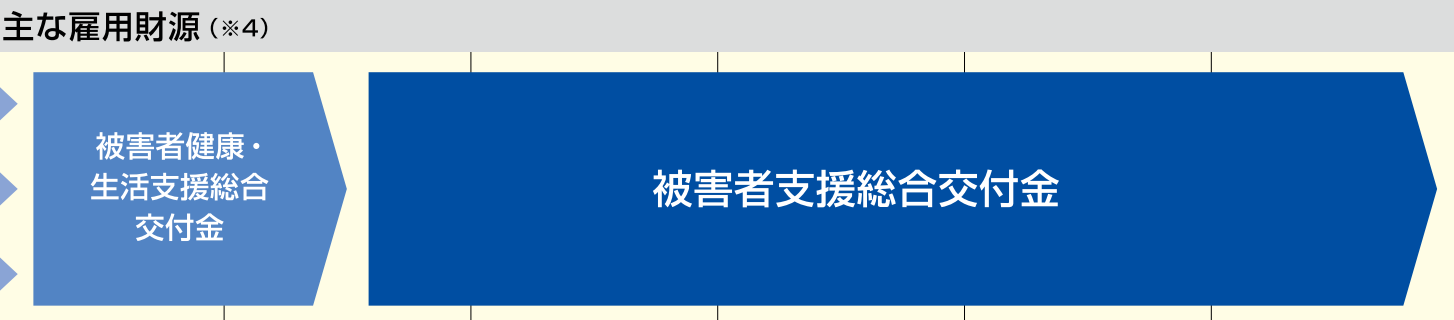 主な雇用財源（※4）
被害者健康・
生活支援総合
交付金
被害者支援総合交付金